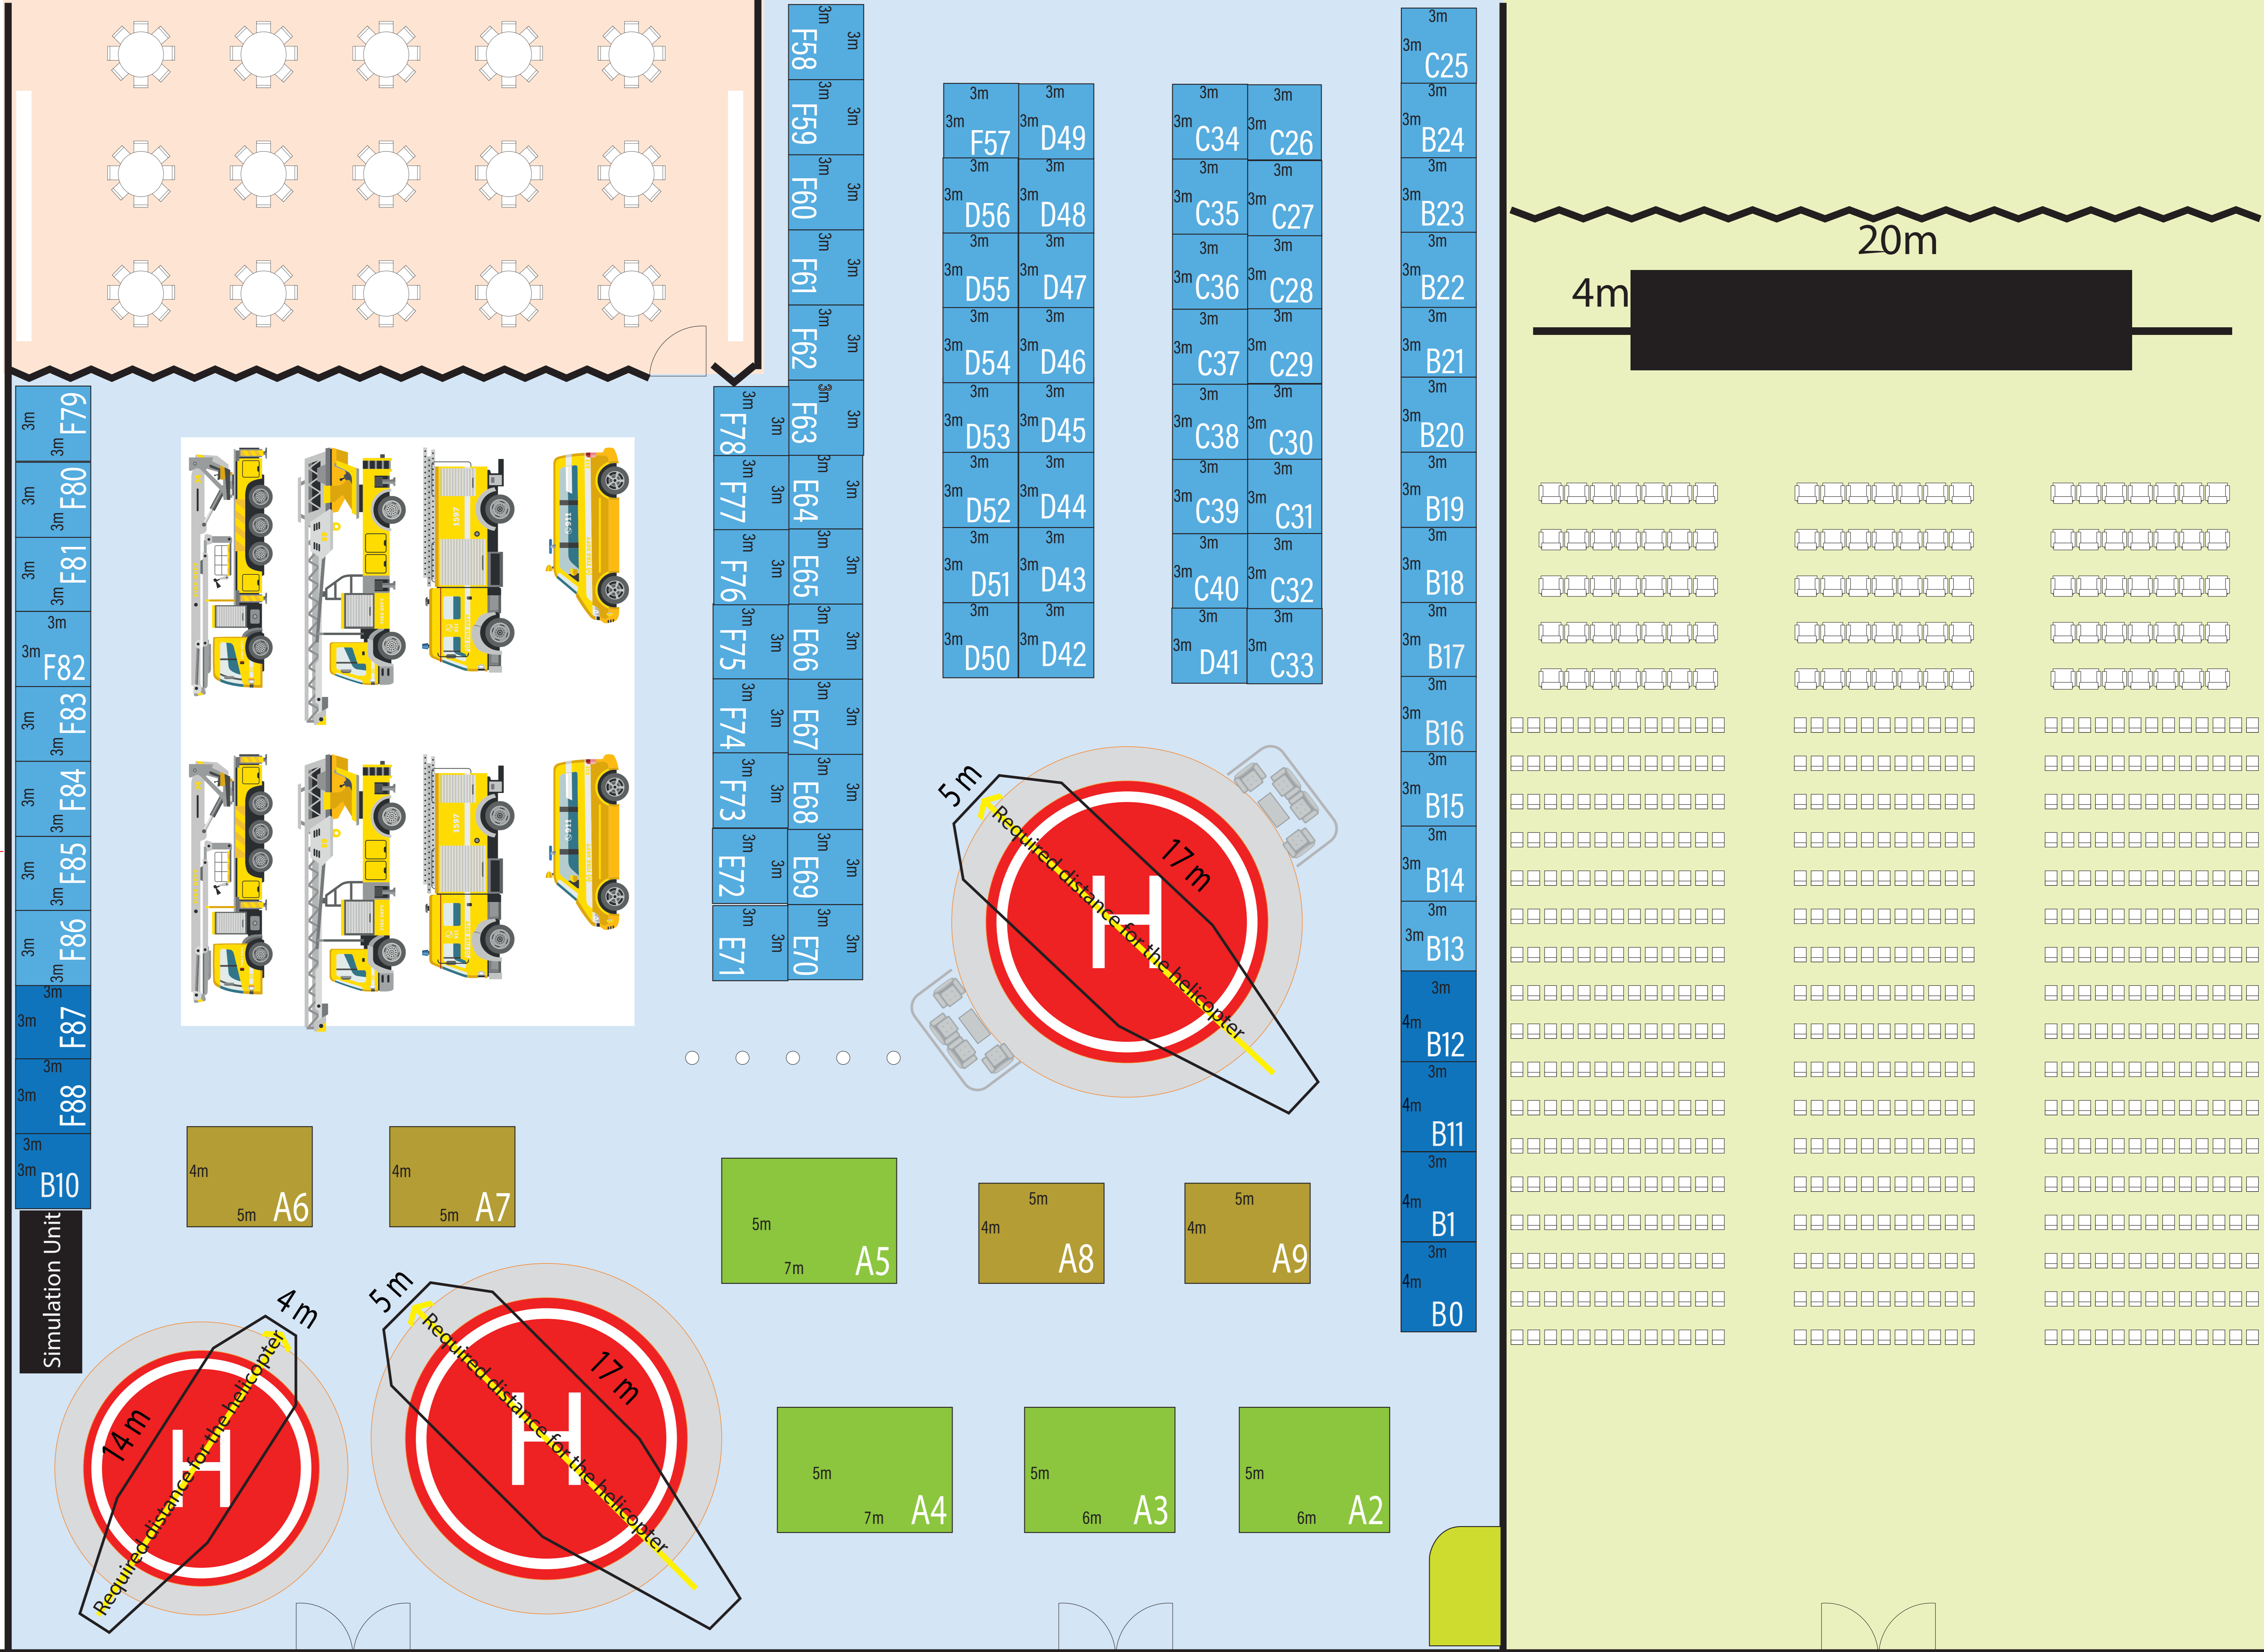 3m
3m
F58
3m
3m
F59
3m
3m
F60
3m
3m
F61
3m
3m
F62
3m
3m
F63
3m
3m
E64
3m
3m
E65
3m
3m
E66
3m
3m
E67
3m
3m
E68
3m
3m
E69
3m
3m
E70
3m
3m
F78
3m
3m
F77
3m
3m
F76
3m
3m
F75
3m
3m
F74
3m
3m
F73
3m
3m
E72
3m
3m
E71
3m
3m
F79
3m
3m
F80
3m
3m
F81
3m
3m
F82
3m
3m
F83
3m
3m
F84
3m
3m
F85
3m
3m
F86
3m
3m
F87
3m
3m
F88
3m
3m
B10
Simulation Unit
1597
911
1597
911
3m
3m
F57
3m
3m
D56
3m
3m
D55
3m
3m
D54
3m
3m
D53
3m
3m
D52
3m
3m
D51
3m
3m
D50
3m
3m
D49
3m
3m
D48
3m
3m
D47
3m
3m
D46
3m
3m
D45
3m
3m
D44
3m
3m
D43
3m
3m
D42
3m
3m
C34
3m
3m
C35
3m
3m
C36
3m
3m
C37
3m
3m
C38
3m
3m
C39
3m
3m
C40
3m
3m
D41
3m
3m
C26
3m
3m
C27
3m
3m
C28
3m
3m
C29
3m
3m
C30
3m
3m
C31
3m
3m
C32
3m
3m
C33
3m
3m
C25
3m
3m
B24
3m
3m
B23
3m
3m
B22
3m
3m
B21
3m
3m
B20
3m
3m
B19
3m
3m
B18
3m
3m
B17
3m
3m
B16
3m
3m
B15
3m
3m
B14
3m
3m
B13
3m
4m
B12
3m
4m
B11
3m
4m
B1
3m
4m
B0
20m
4m
5 m
17 m
H
Required distance for the helicopter
4m
5m
A6
4m
5m
A7
5m
7m
A5
5m
4m
A8
5m
4m
A9
4 m
14 m
H
Required distance for the helicopter
5 m
17 m
H
Required distance for the helicopter
5m
7m
A4
5m
6m
A3
5m
6m
A2